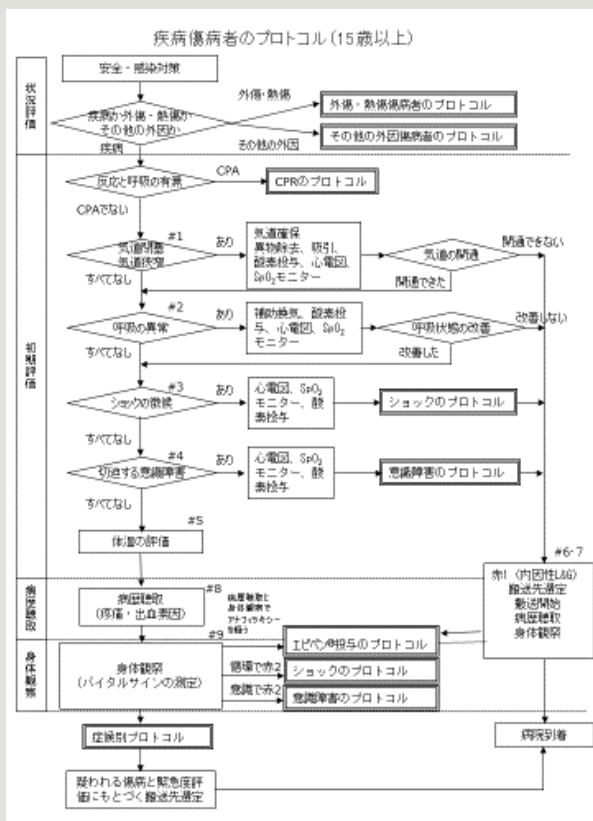 疾病傷病者のプロトコル(15歳以上)
状況評価
安全・感染対策
疾病か外傷・熱傷か
その他の外因か
外傷・熱傷
外傷・熱傷傷病者のプロトコル
その他の外因
その他の外因傷病者のプロトコル
疾病
初期評価
反応と呼吸の有無
CPA
CPRのプロトコル
CPAでない
#1
気道閉塞
気道狭窄
あり
気道確保
異物除去、吸引、
酸素投与、心電図、
SpO₂モニター
気道の開通
開通できない
開通できた
すべてなし
#2
呼吸の異常
あり
補助換気、酸素投
与、心電図、SpO₂
モニター
呼吸状態の改善
改善しない
改善した
すべてなし
#3
ショックの徴候
あり
心電図、SpO₂
モニター、酸
素投与
ショックのプロトコル
すべてなし
#4
切迫する意識障害
あり
心電図、SpO₂
モニター、酸
素投与
意識障害のプロトコル
すべてなし
#5
体温の評価
#6-7
赤1(内因性L&G)
搬送先選定
搬送開始
病歴聴取
身体観察
病歴聴取
#8
病歴聴取
(疼痛・出血素因)
病歴聴取と
身体観察で
アナフィラキシー
を疑う
身体観察
#9
身体観察
(バイタルサインの測定)
エピペン®投与のプロトコル
循環で赤2
ショックのプロトコル
意識で赤2
意識障害のプロトコル
症候別プロトコル
病院到着
疑われる傷病と緊急度評
価にもとづく搬送先選定